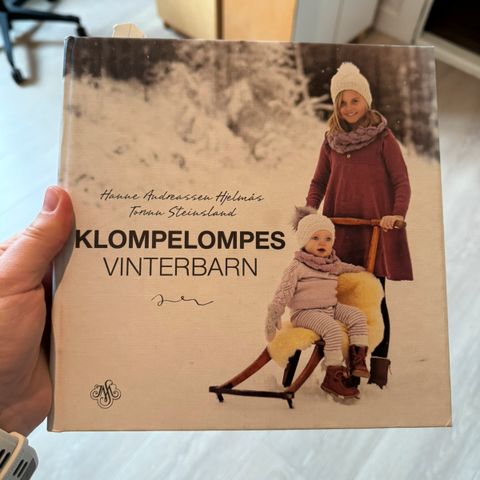 Hanne Andreassen Hjelmås
Torunn Steinsland
KLOMPELOMPES
VINTERBARN